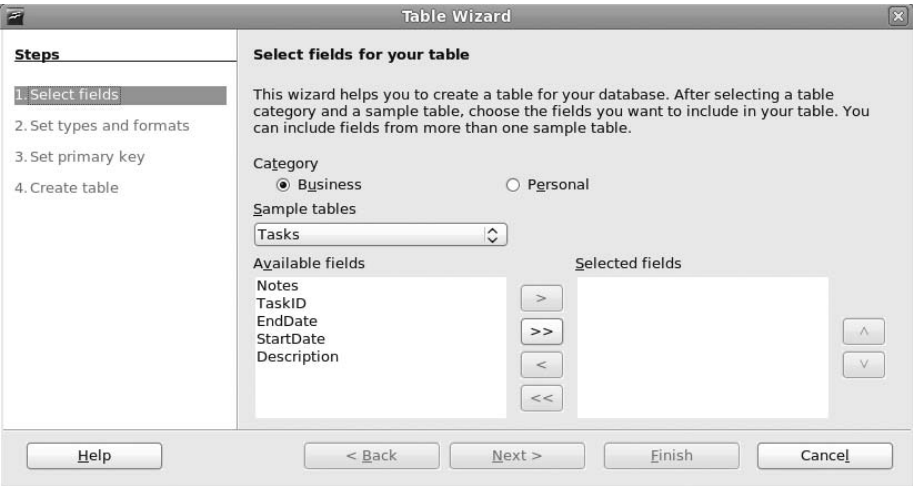 Table Wizard
Steps
1. Select fields
2. Set types and formats
3. Set primary key
4. Create table
Select fields for your table
This wizard helps you to create a table for your database. After selecting a table
category and a sample table, choose the fields you want to include in your table. You
can include fields from more than one sample table.
Category
Business
Personal
Sample tables
Tasks
Available fields
Notes
TaskID
EndDate
StartDate
Description
>
>>
<
<<
Selected fields
Help
< Back
Next >
Finish
Cancel